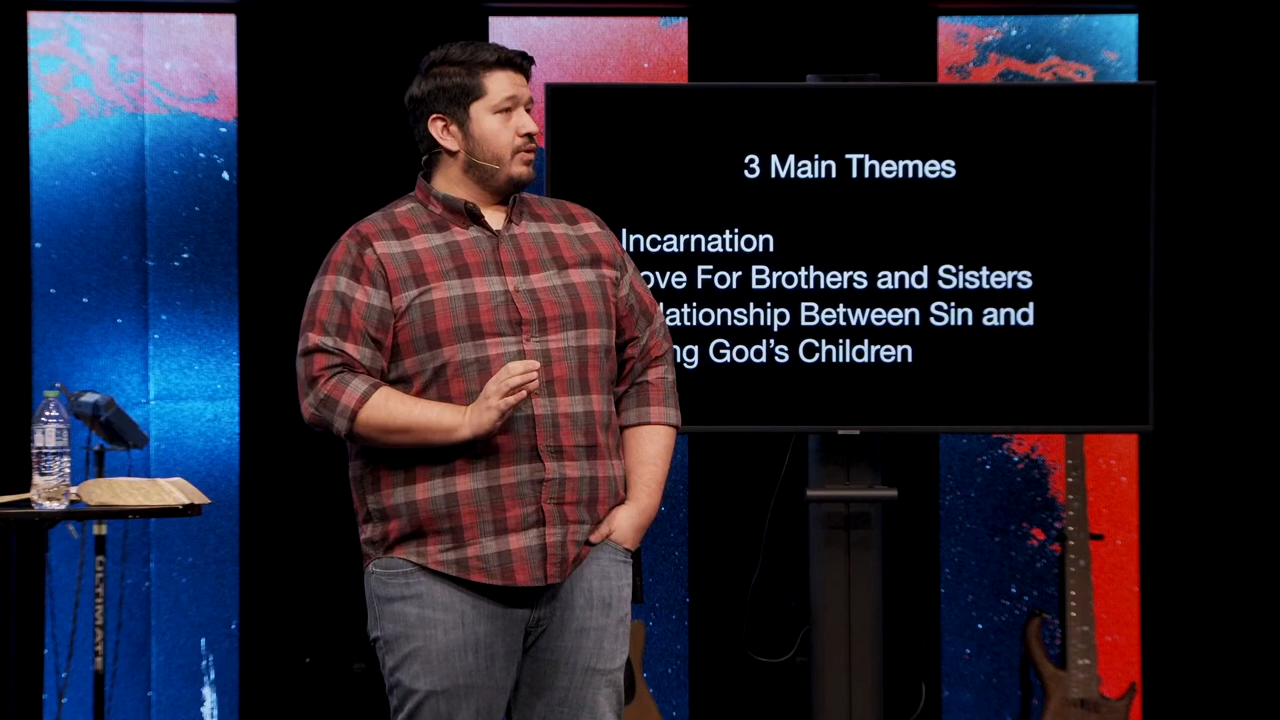 3 Main Themes
Incarnation
ove For Brothers and Sisters
lationship Between Sin and
ng God's Children
ULTIMATE